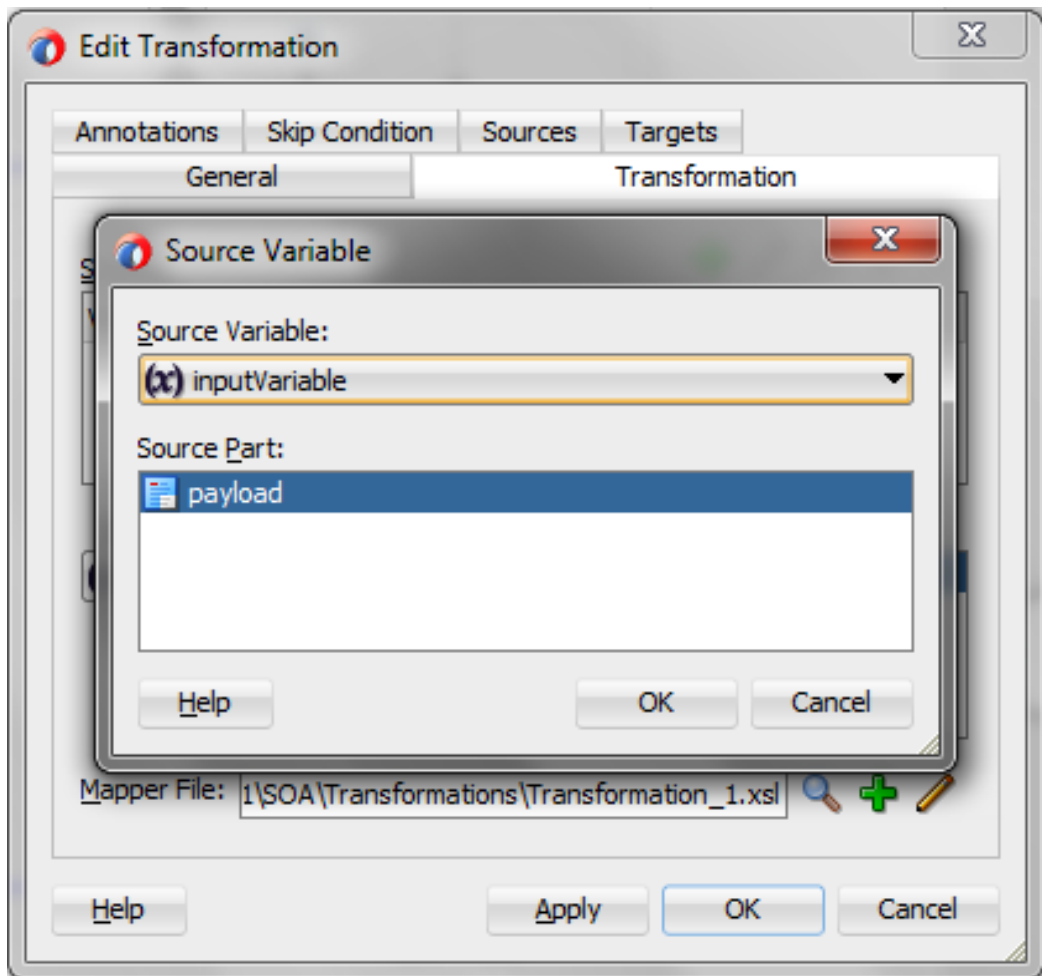 Edit Transformation
Annotations Skip Condition Sources Targets
General Transformation
Source Variable
Source Variable:
(x) inputVariable
Source Part:
payload
Help OK Cancel
Mapper File: 1\SOA\Transformations\Transformation_1.xsl
Help Apply OK Cancel